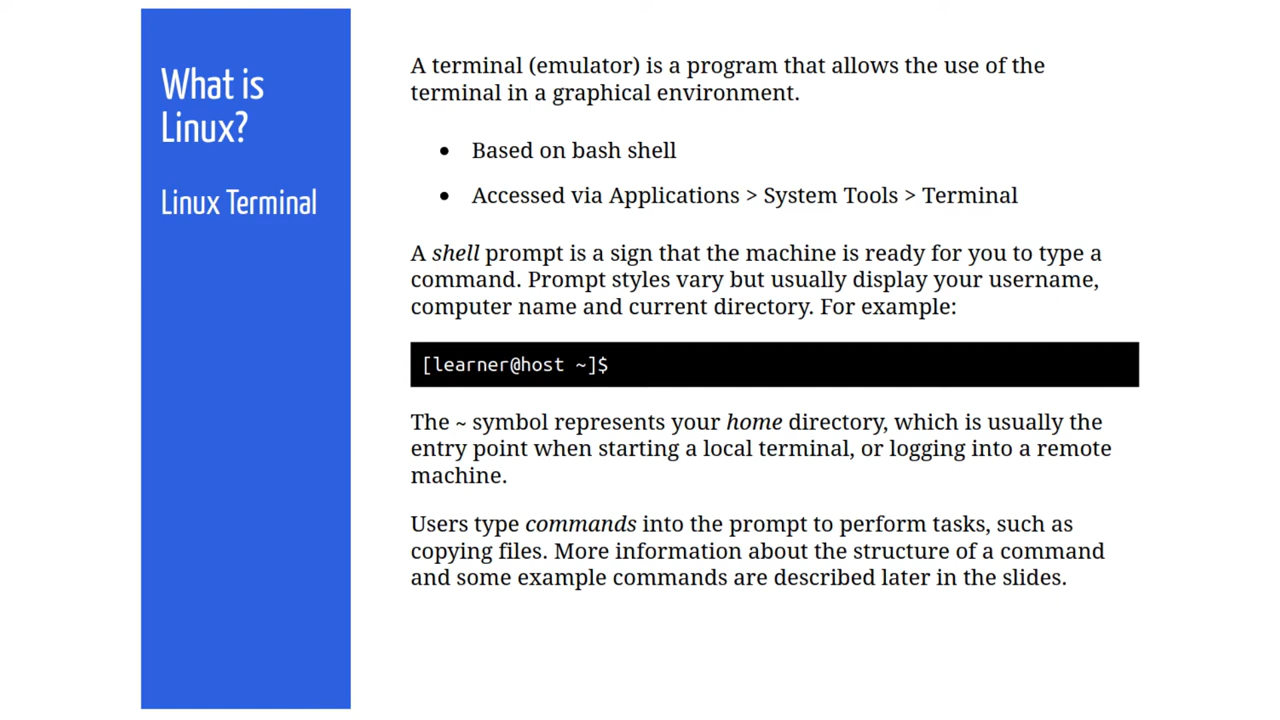 What is
Linux?
Linux Terminal
A terminal (emulator) is a program that allows the use of the
terminal in a graphical environment.
• Based on bash shell
• Accessed via Applications > System Tools > Terminal
A shell prompt is a sign that the machine is ready for you to type a
command. Prompt styles vary but usually display your username,
computer name and current directory. For example:
[learner@host ~]$
The ~ symbol represents your home directory, which is usually the
entry point when starting a local terminal, or logging into a remote
machine.
Users type commands into the prompt to perform tasks, such as
copying files. More information about the structure of a command
and some example commands are described later in the slides.